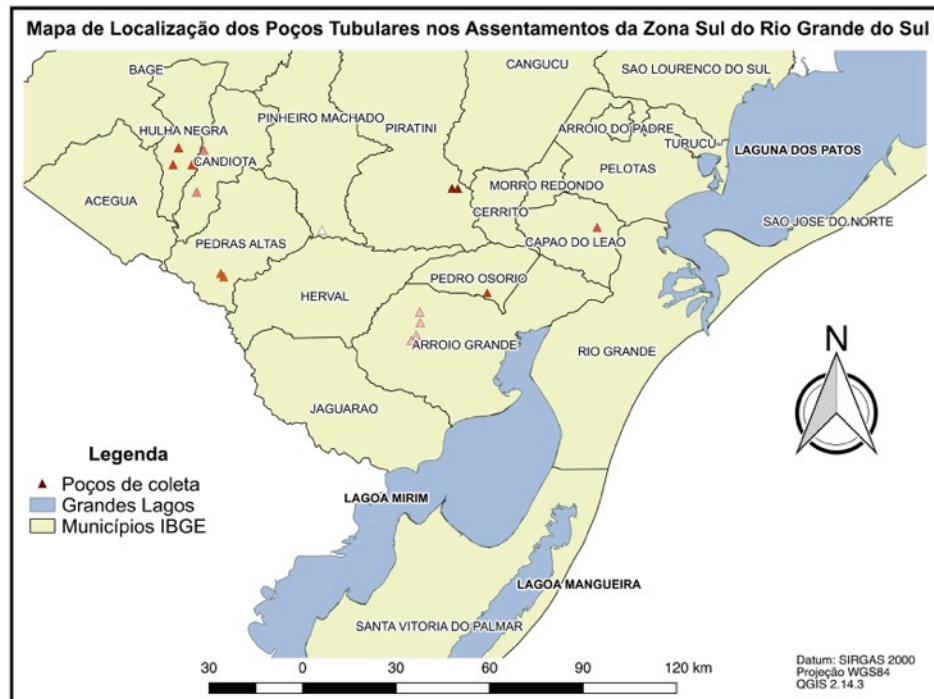 Mapa de Localização dos Poços Tubulares nos Assentamentos da Zona Sul do Rio Grande do Sul
BAGE
CANGUCU
SAO LOURENCO DO SUL
HULHA NEGRA
PINHEIRO MACHADO
PIRATINI
ARROIO DO PADRE
TURUCU
LAGUNA DOS PATOS
CANDIOTA
PELOTAS
MORRO REDONDO
ACEGUA
CERRITO
SAO JOSE DO NORTE
PEDRAS ALTAS
CAPAO DO LEAO
PEDRO OSORIO
HERVAL
ARROIO GRANDE
RIO GRANDE
N
JAGUARAO
Legenda
Poços de coleta
Grandes Lagos
Municípios IBGE
LAGOA MIRIM
LAGOA MANGUEIRA
SANTA VITORIA DO PALMAR
30 0 30 60 90 120 km
Datum: SIRGAS 2000
Projeção WGS84
QGIS 2.14.3